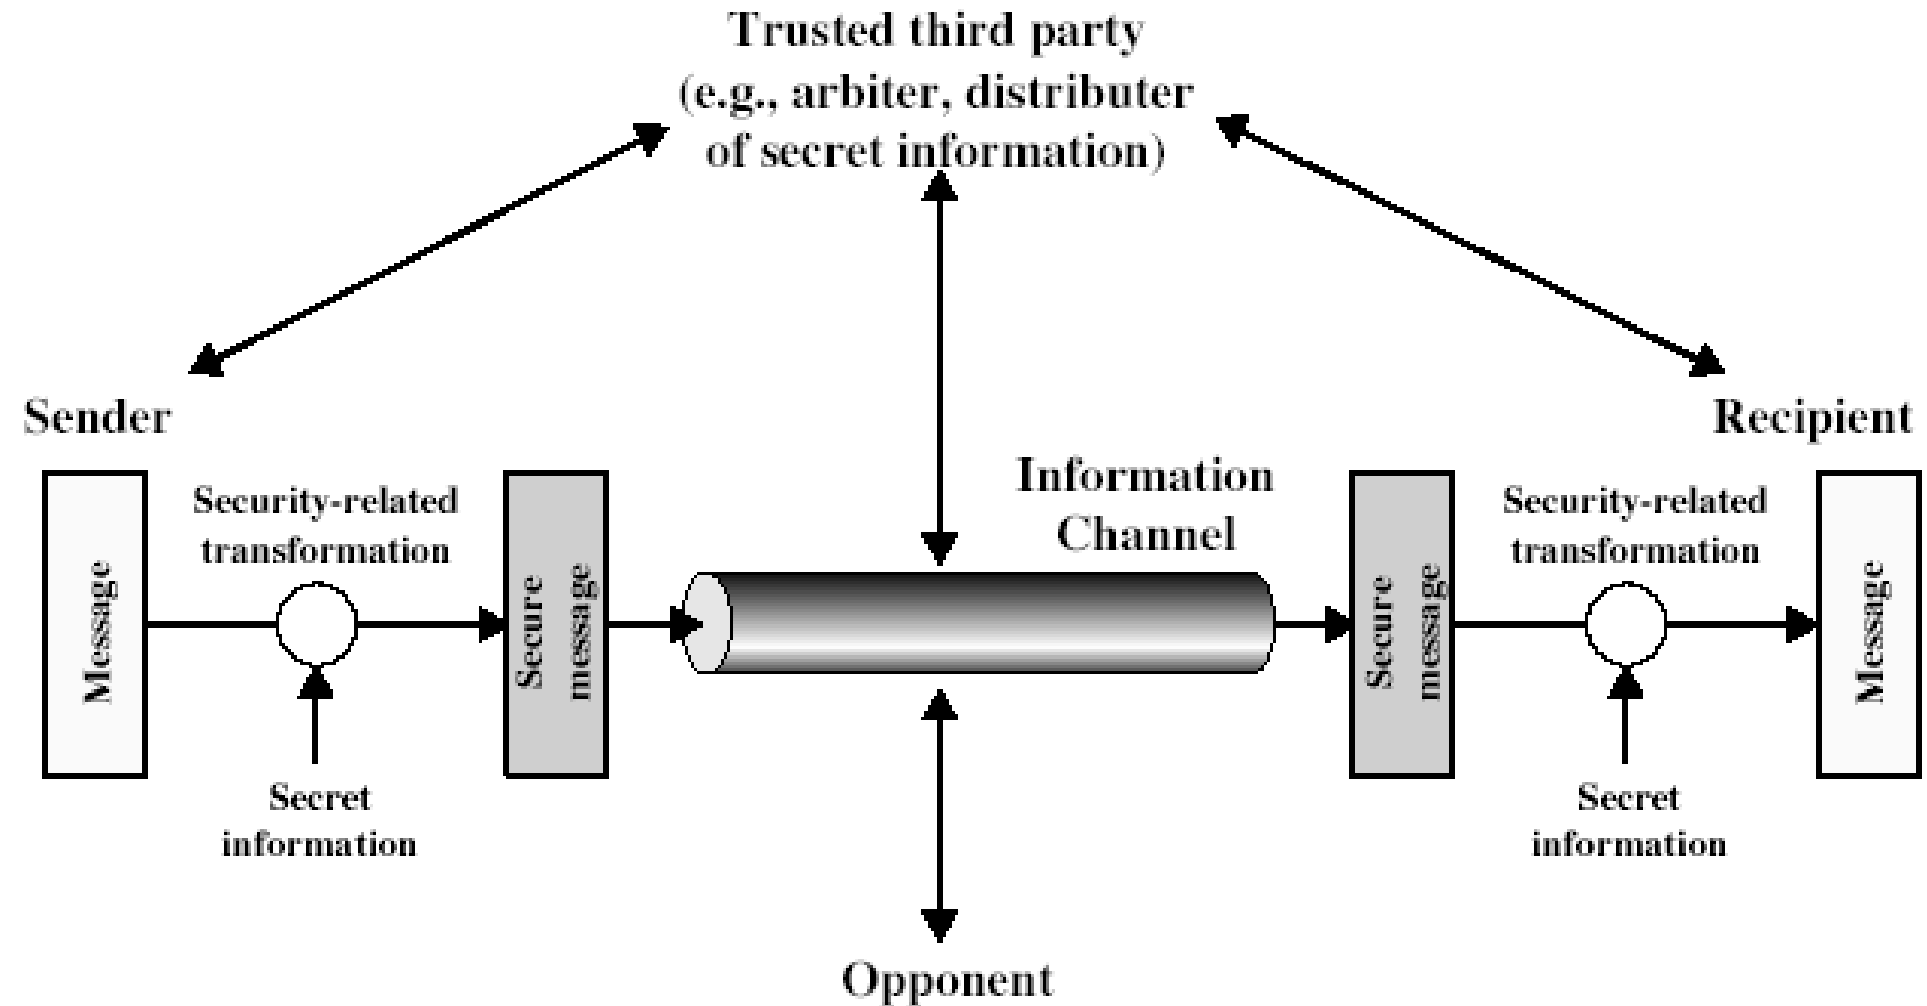 Trusted third party
(e.g., arbiter, distributer
of secret information)
Sender
Recipient
Message
Security-related
transformation
Secret
information
Secure
message
Information
Channel
Opponent
Secure
message
Security-related
transformation
Secret
information
Message